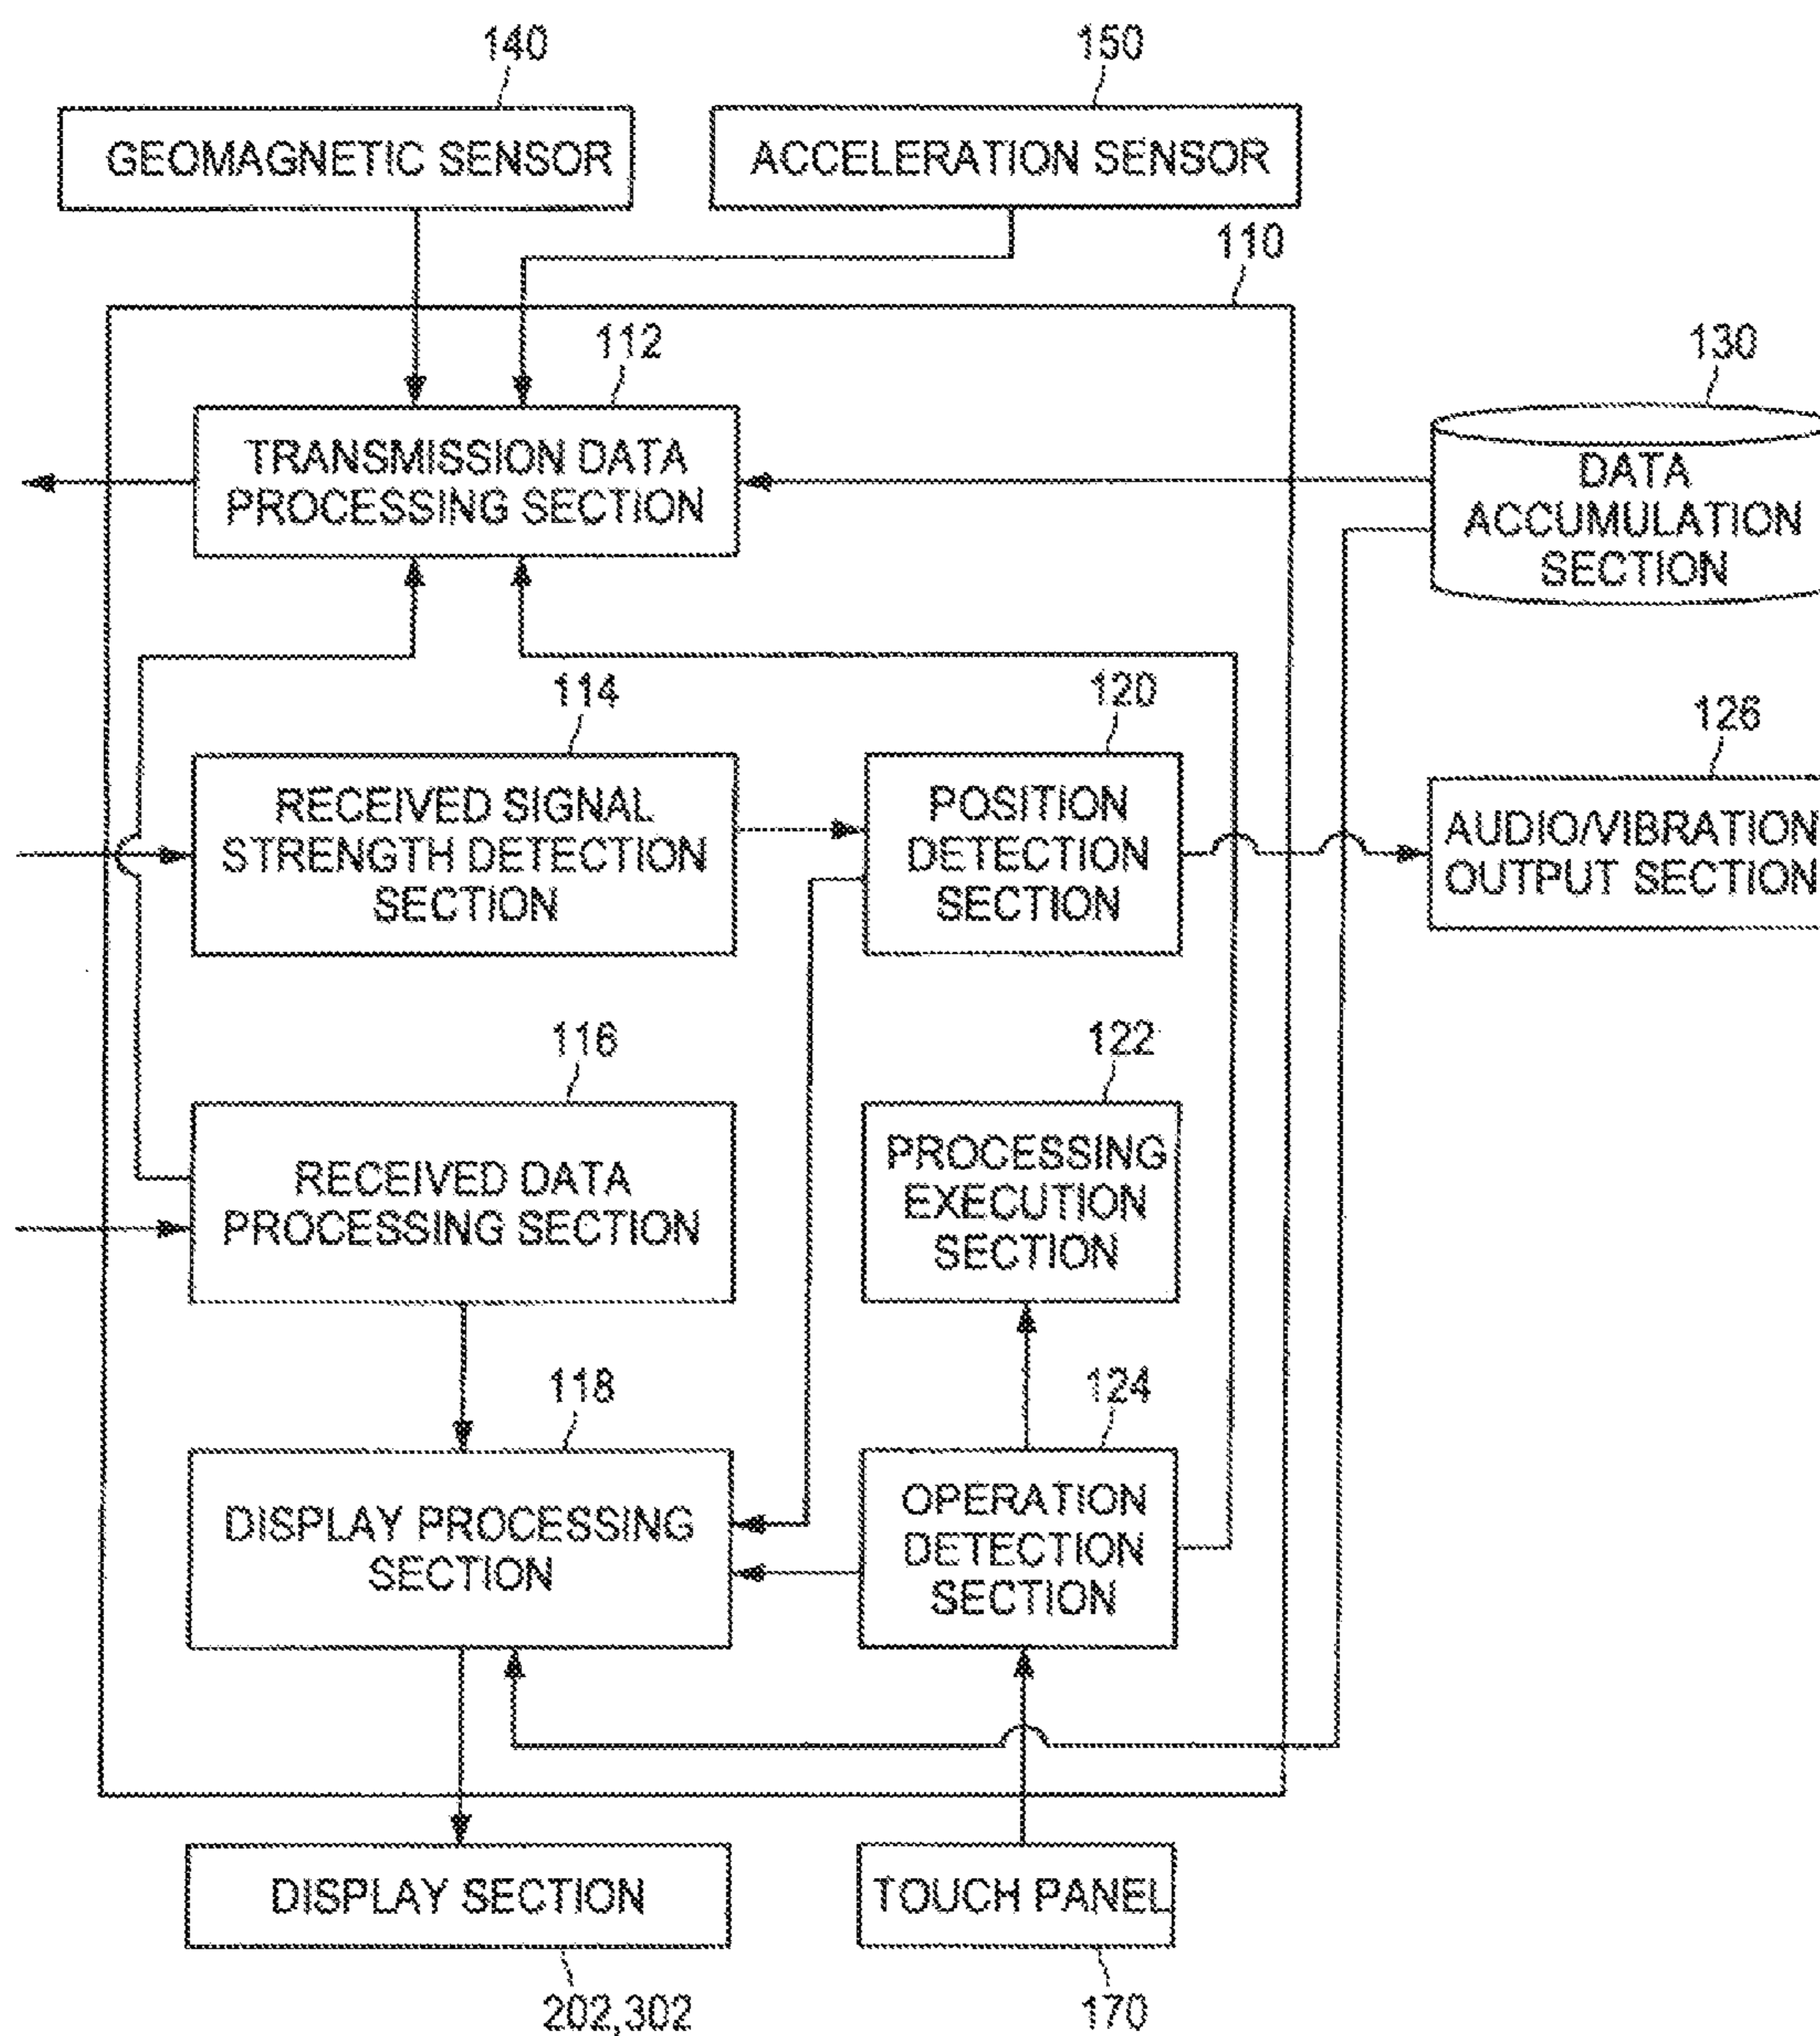 140
150
GEOMAGNETIC SENSOR
ACCELERATION SENSOR
110
112
130
TRANSMISSION DATA
PROCESSING SECTION
DATA
ACCUMULATION
SECTION
114
120
126
RECEIVED SIGNAL
STRENGTH DETECTION
SECTION
POSITION
DETECTION
SECTION
AUDIO/VIBRATION
OUTPUT SECTION
116
122
RECEIVED DATA
PROCESSING SECTION
PROCESSING
EXECUTION
SECTION
118
124
DISPLAY PROCESSING
SECTION
OPERATION
DETECTION
SECTION
DISPLAY SECTION
TOUCH PANEL
202,302
170